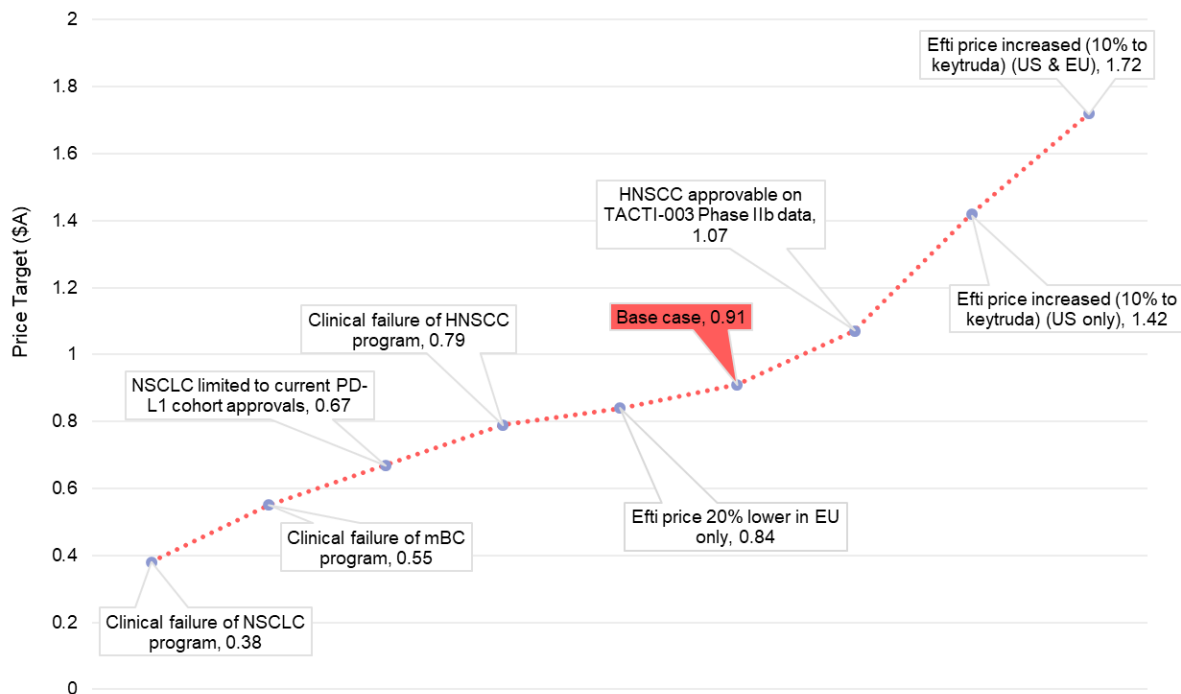 2
1.8
1.6
1.4
1.2
1
0.8
0.6
0.4
0.2
0
Price Target ($A)
Clinical failure of NSCLC
program, 0.38
Clinical failure of mBC
program, 0.55
NSCLC limited to current PD-
L1 cohort approvals, 0.67
Clinical failure of HNSCC
program, 0.79
Efti price 20% lower in EU
only, 0.84
Base case, 0.91
HNSCC approvable on
TACTI-003 Phase IIb data,
1.07
Efti price increased (10% to
keytruda) (US only), 1.42
Efti price increased (10% to
keytruda) (US & EU), 1.72